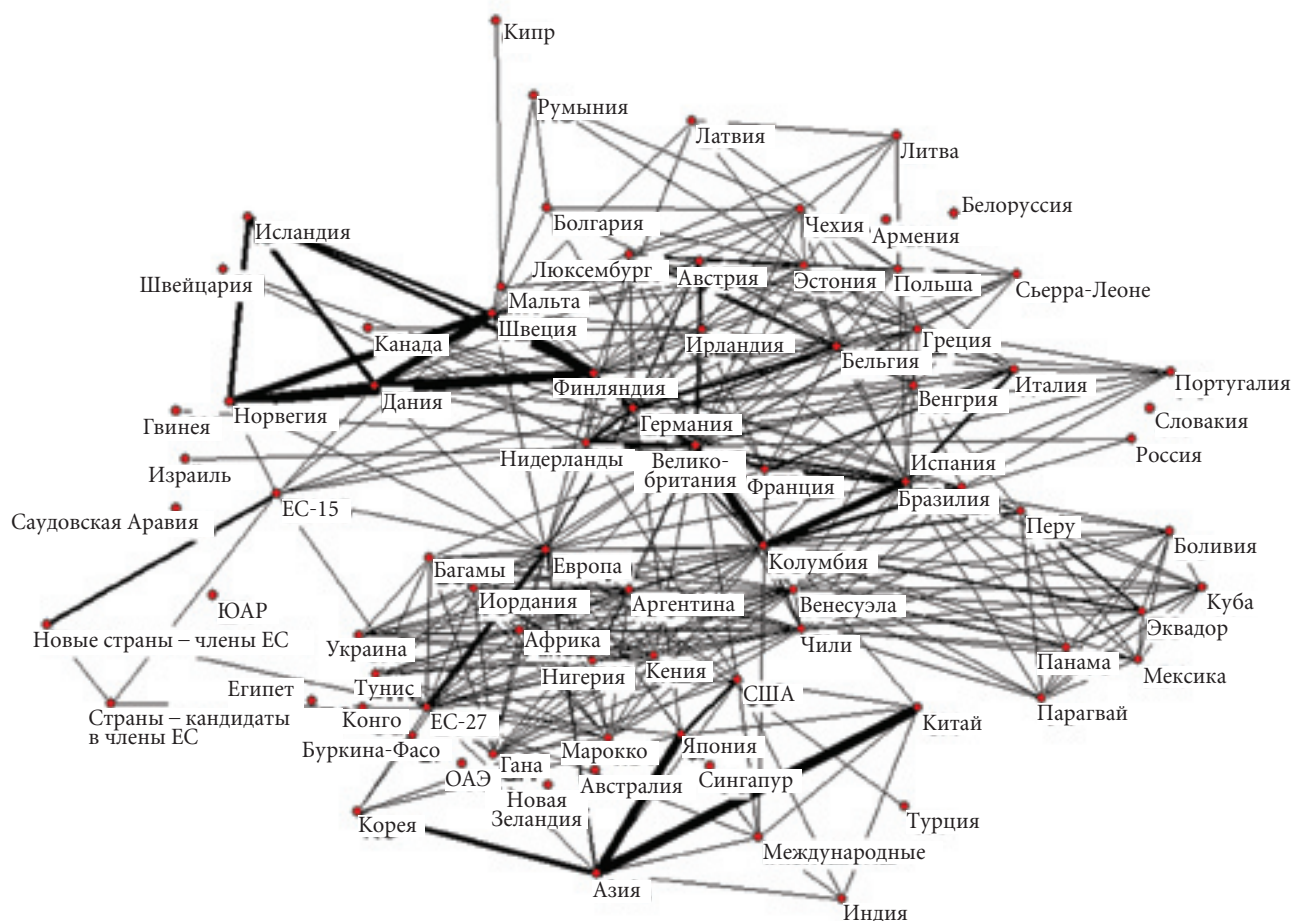 Кипр
Румыния
Латвия
Литва
Белоруссия
Болгария
Чехия
Армения
Исландия
Люксембург
Австрия
Эстония
Польша
Швейцария
Сьерра-Леоне
Мальта
Швеция
Канада
Ирландия
Бельгия
Греция
Финляндия
Италия
Португалия
Дания
Норвегия
Венгрия
Гвинея
Германия
Словакия
Нидерланды
Велико-
британия
Израиль
Франция
Испания
Россия
Бразилия
Саудовская Аравия
ЕС-15
Перу
Боливия
Багамы
Европа
Колумбия
Иордания
Аргентина
Венесуэла
Куба
ЮАР
Новые страны – члены ЕС
Украина
Африка
Чили
Эквадор
Панама
Мексика
Нигерия
Кения
Египет
Тунис
США
Страны – кандидаты
в члены ЕС
Конго
ЕС-27
Китай
Парагвай
Буркина-Фасо
Гана
Марокко
Япония
ОАЭ
Австралия
Сингапур
Новая
Зеландия
Корея
Турция
Международные
Азия
Индия